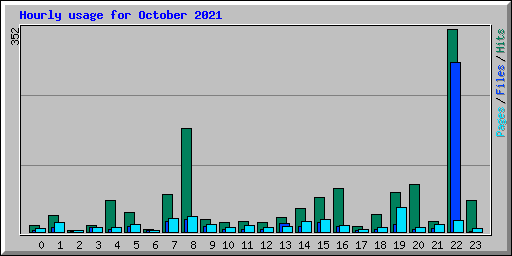 Hourly usage for October 2021
352
Pages/Files/Hits
0 1 2 3 4 5 6 7 8 9 10 11 12 13 14 15 16 17 18 19 20 21 22 23